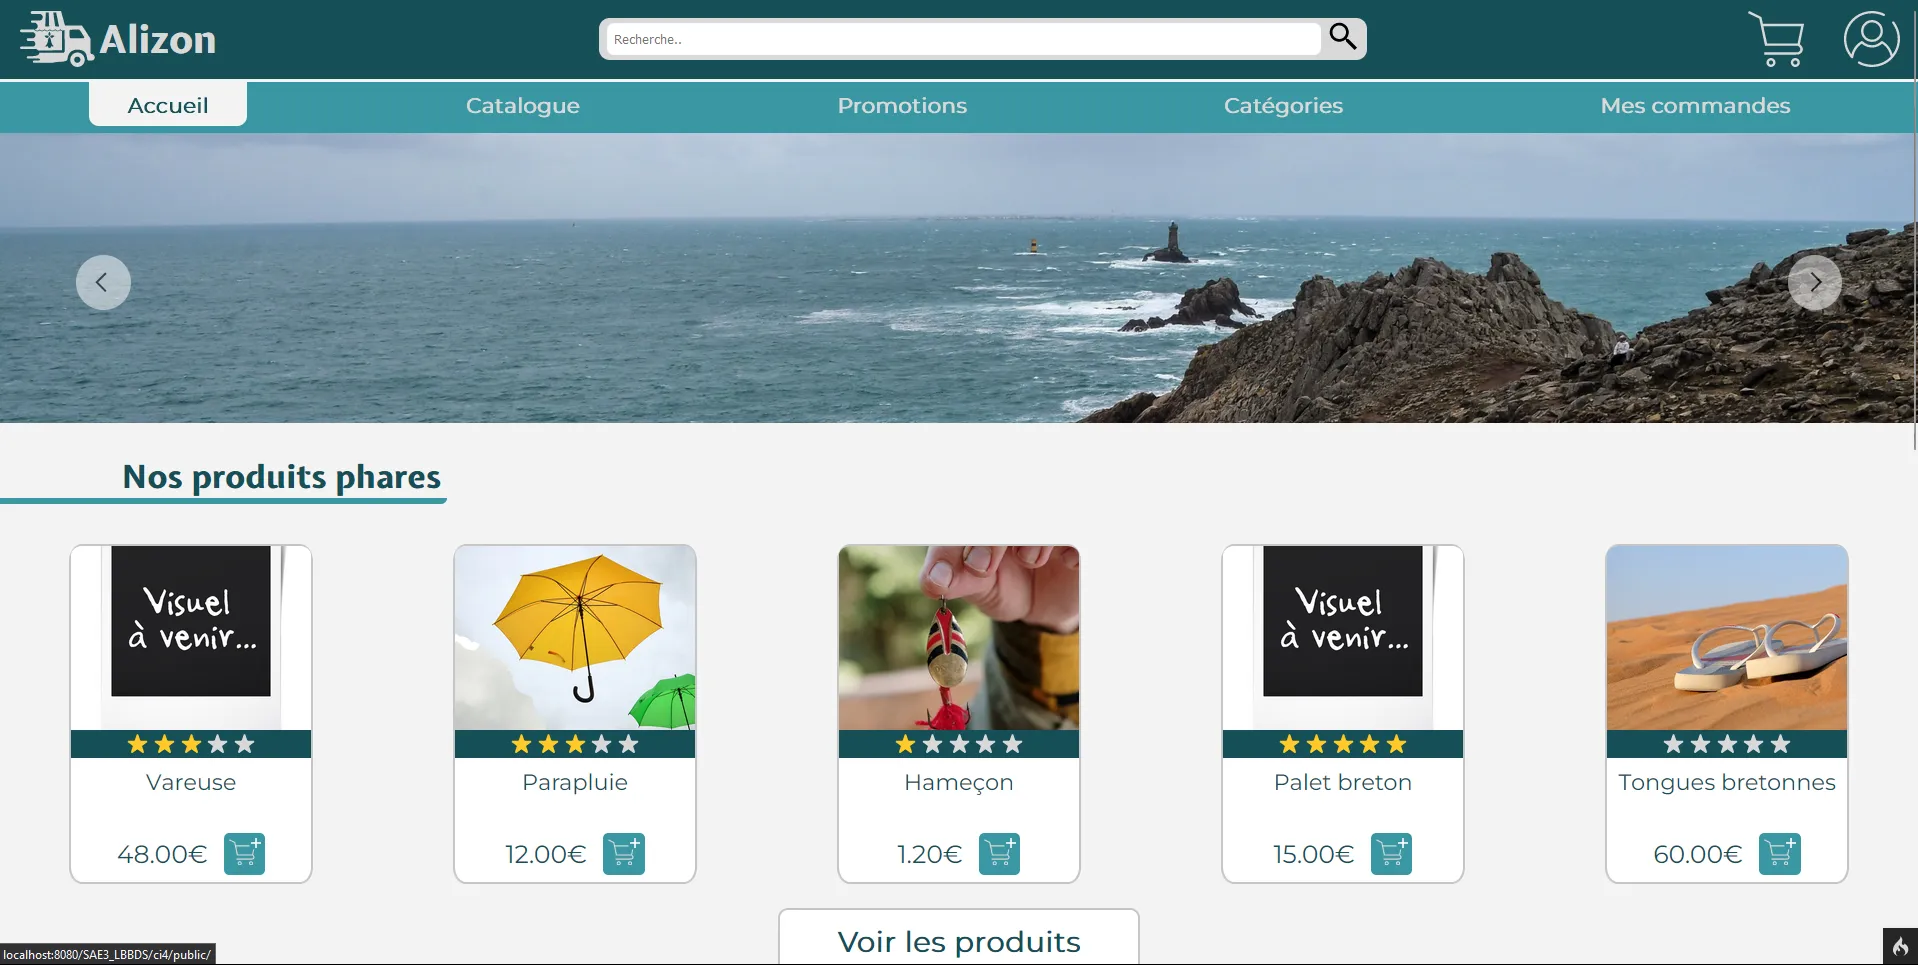 Alizon
Recherche..
Accueil
Catalogue
Promotions
Catégories
Mes commandes
Nos produits phares
Visuel
à venir...
Visuel
à venir...
Vareuse
Parapluie
Hameçon
Palet breton
Tongues bretonnes
48.00€
12.00€
1.20€
15.00€
60.00€
Voir les produits
localhost:8080/SAE3_LBBDS/ci4/public/